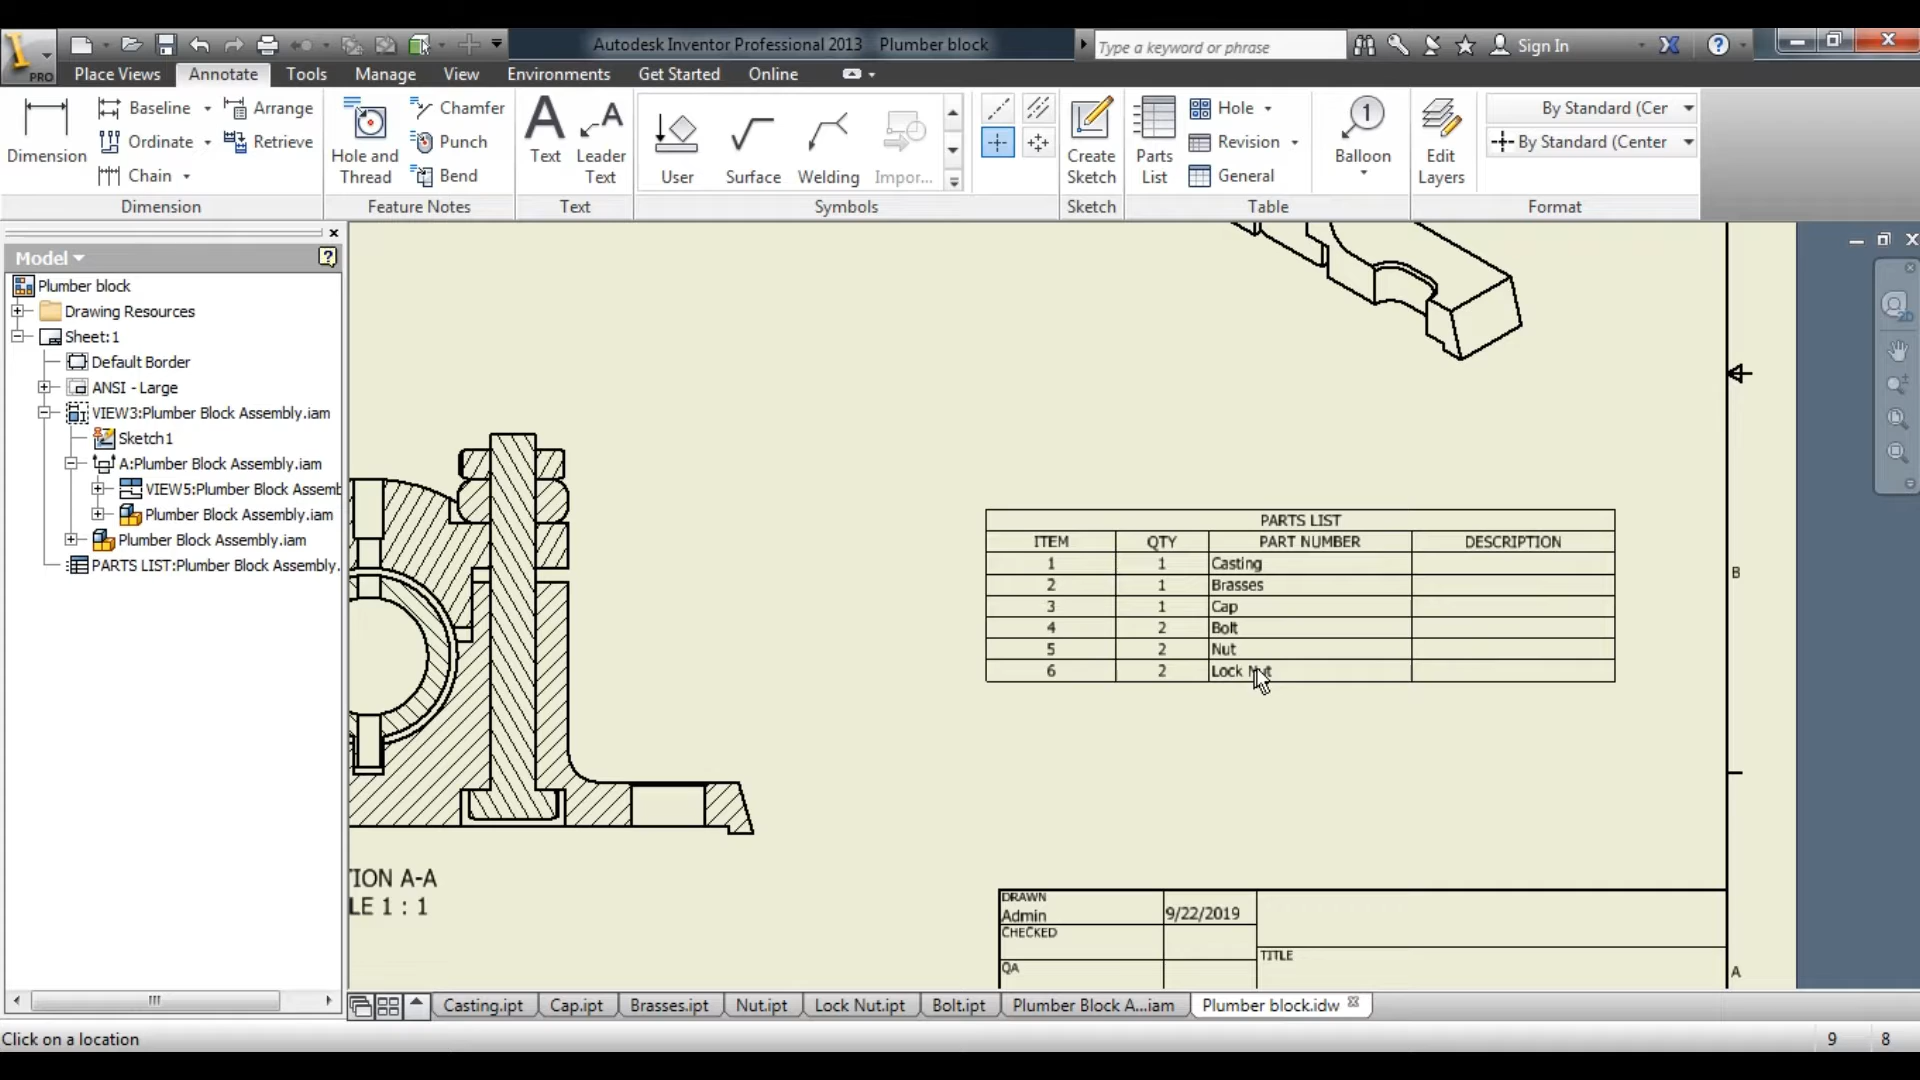 Autodesk Inventor Professional 2013 Plumber block
Type a keyword or phrase
Sign In
PRO
Place Views Annotate Tools Manage View Environments Get Started Online
Dimension
Baseline
Ordinate
Chain
Arrange
Retrieve
Dimension
Hole and
Thread
Chamfer
Punch
Bend
Feature Notes
Text
Leader
Text
Text
User
Surface
Welding
Impor...
Symbols
Create
Sketch
Sketch
Parts
List
Hole
Revision
General
Balloon
Table
Edit
Layers
By Standard (Cer
By Standard (Center
Format
Model
Plumber block
Drawing Resources
Sheet:1
Default Border
ANSI - Large
VIEW3:Plumber Block Assembly.iam
Sketch1
A:Plumber Block Assembly.iam
VIEW5:Plumber Block Assemb
Plumber Block Assembly.iam
Plumber Block Assembly.iam
PARTS LIST:Plumber Block Assembly.
2D
PARTS LIST
ITEM QTY PART NUMBER DESCRIPTION
1 1 Casting
2 1 Brasses
3 1 Cap
4 2 Bolt
5 2 Nut
6 2 Lock Nut
B
TION A-A
LE 1 : 1
DRAWN
Admin 9/22/2019
CHECKED
QA
TITLE
A
Casting.ipt Cap.ipt Brasses.ipt Nut.ipt Lock Nut.ipt Bolt.ipt Plumber Block A...iam Plumber block.idw
Click on a location
9 8